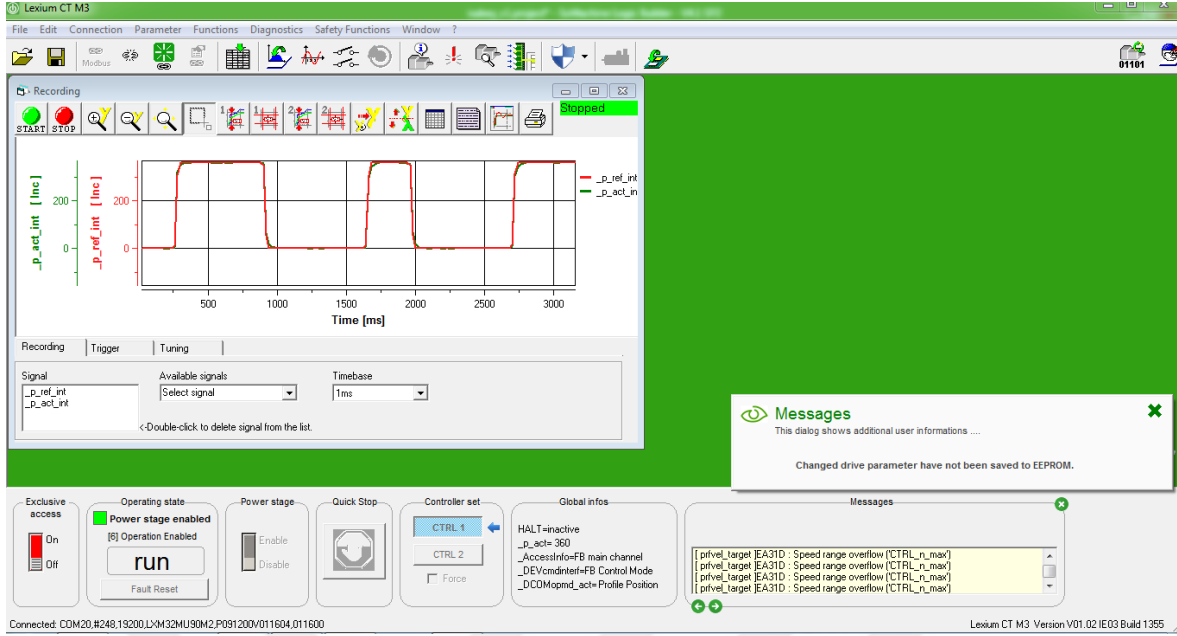 Lexium CT M3
File Edit Connection Parameter Functions Diagnostics Safety Functions Window ?
Modbus
01101
Recording
START STOP
1 1 2 2
Stopped
_p_act_int [ Inc ]
_p_ref_int [ Inc ]
200
0
200
0
_p_ref_int
_p_act_in
500 1000 1500 2000 2500 3000
Time [ms]
Recording Trigger Tuning
Signal Available signals Timebase
_p_ref_int
_p_act_int
Select signal
1ms
<-Double-click to delete signal from the list.
Messages
This dialog shows additional user informations ....
Changed drive parameter have not been saved to EEPROM.
Exclusive access
On
Off
Operating state
Power stage enabled
[6] Operation Enabled
run
Fault Reset
Power stage
Enable
Disable
Quick Stop
Controller set
CTRL 1
CTRL 2
Force
Global infos
HALT=inactive
_p_act= 360
_AccessInfo=FB main channel
_DEVcmdinterf=FB Control Mode
_DCOMopmd_act= Profile Position
Messages
[ prfvel_target ]EA31D : Speed range overflow ('CTRL_n_max')
[ prfvel_target ]EA31D : Speed range overflow ('CTRL_n_max')
[ prfvel_target ]EA31D : Speed range overflow ('CTRL_n_max')
[ prfvel_target ]EA31D : Speed range overflow ('CTRL_n_max')
Connected: COM20,#248,19200,LXM32MU90M2,P091200V011604,011600
Lexium CT M3 Version V01.02 IE03 Build 1355